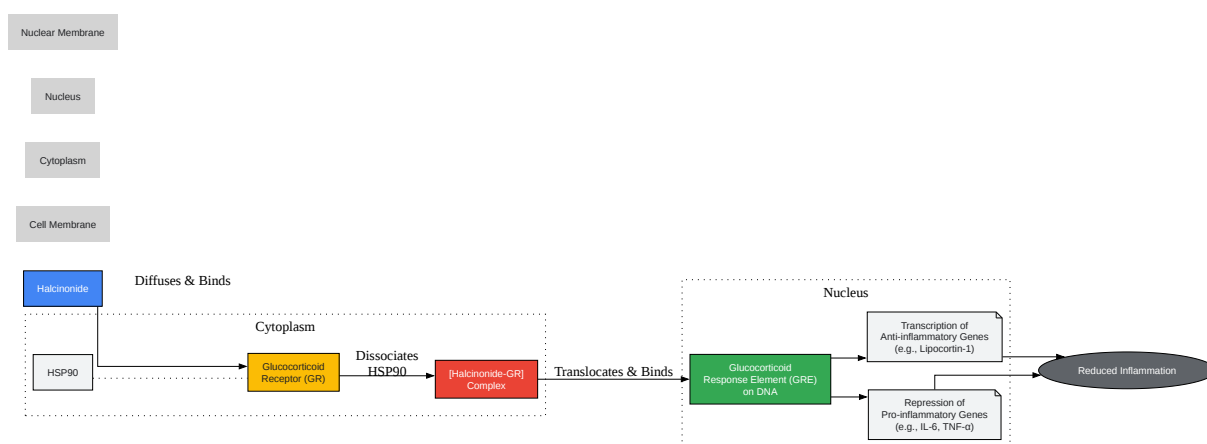 Nuclear Membrane
Nucleus
Cytoplasm
Cell Membrane
Halcinonide
Diffuses & Binds
Cytoplasm
HSP90
Glucocorticoid
Receptor (GR)
Dissociates
HSP90
[Halcinonide-GR]
Complex
Translocates & Binds
Nucleus
Glucocorticoid
Response Element (GRE)
on DNA
Transcription of
Anti-inflammatory Genes
(e.g., Lipocortin-1)
Repression of
Pro-inflammatory Genes
(e.g., IL-6, TNF-α)
Reduced Inflammation